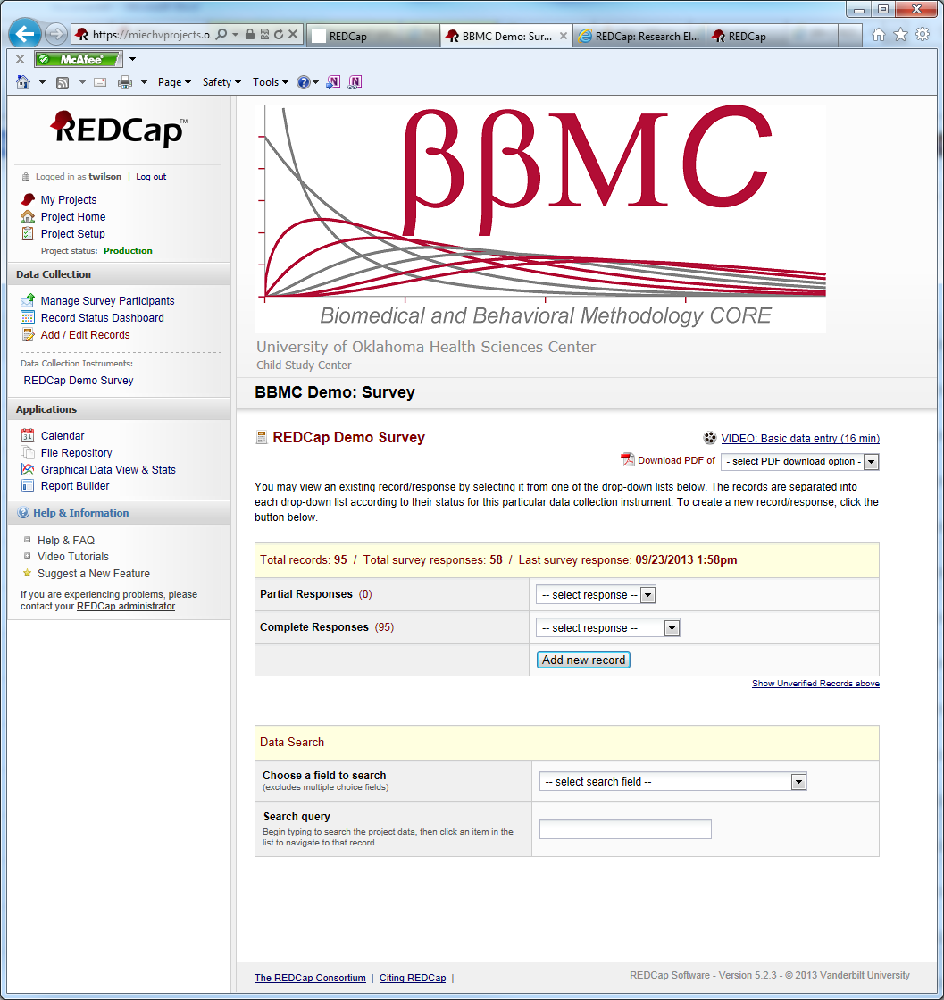 https://miechvprojects.o
REDCap
BBMC Demo: Sur...
REDCap: Research El...
REDCap
McAfee
Page
Safety
Tools
REDCap™
Logged in as twilson | Log out
My Projects
Project Home
Project Setup
Project status: Production
Data Collection
Manage Survey Participants
Record Status Dashboard
Add / Edit Records
Data Collection Instruments:
REDCap Demo Survey
Applications
Calendar
File Repository
Graphical Data View & Stats
Report Builder
Help & Information
Help & FAQ
Video Tutorials
Suggest a New Feature
If you are experiencing problems, please
contact your REDCap administrator.
ββMC
Biomedical and Behavioral Methodology CORE
University of Oklahoma Health Sciences Center
Child Study Center
BBMC Demo: Survey
REDCap Demo Survey
VIDEO: Basic data entry (16 min)
Download PDF of - select PDF download option -
You may view an existing record/response by selecting it from one of the drop-down lists below. The records are separated into
each drop-down list according to their status for this particular data collection instrument. To create a new record/response, click the
button below.
Total records: 95 / Total survey responses: 58 / Last survey response: 09/23/2013 1:58pm
Partial Responses (0) -- select response --
Complete Responses (95) -- select response --
Add new record
Show Unverified Records above
Data Search
Choose a field to search
(excludes multiple choice fields)
-- select search field --
Search query
Begin typing to search the project data, then click an item in the
list to navigate to that record.
The REDCap Consortium | Citing REDCap |
REDCap Software - Version 5.2.3 - © 2013 Vanderbilt University